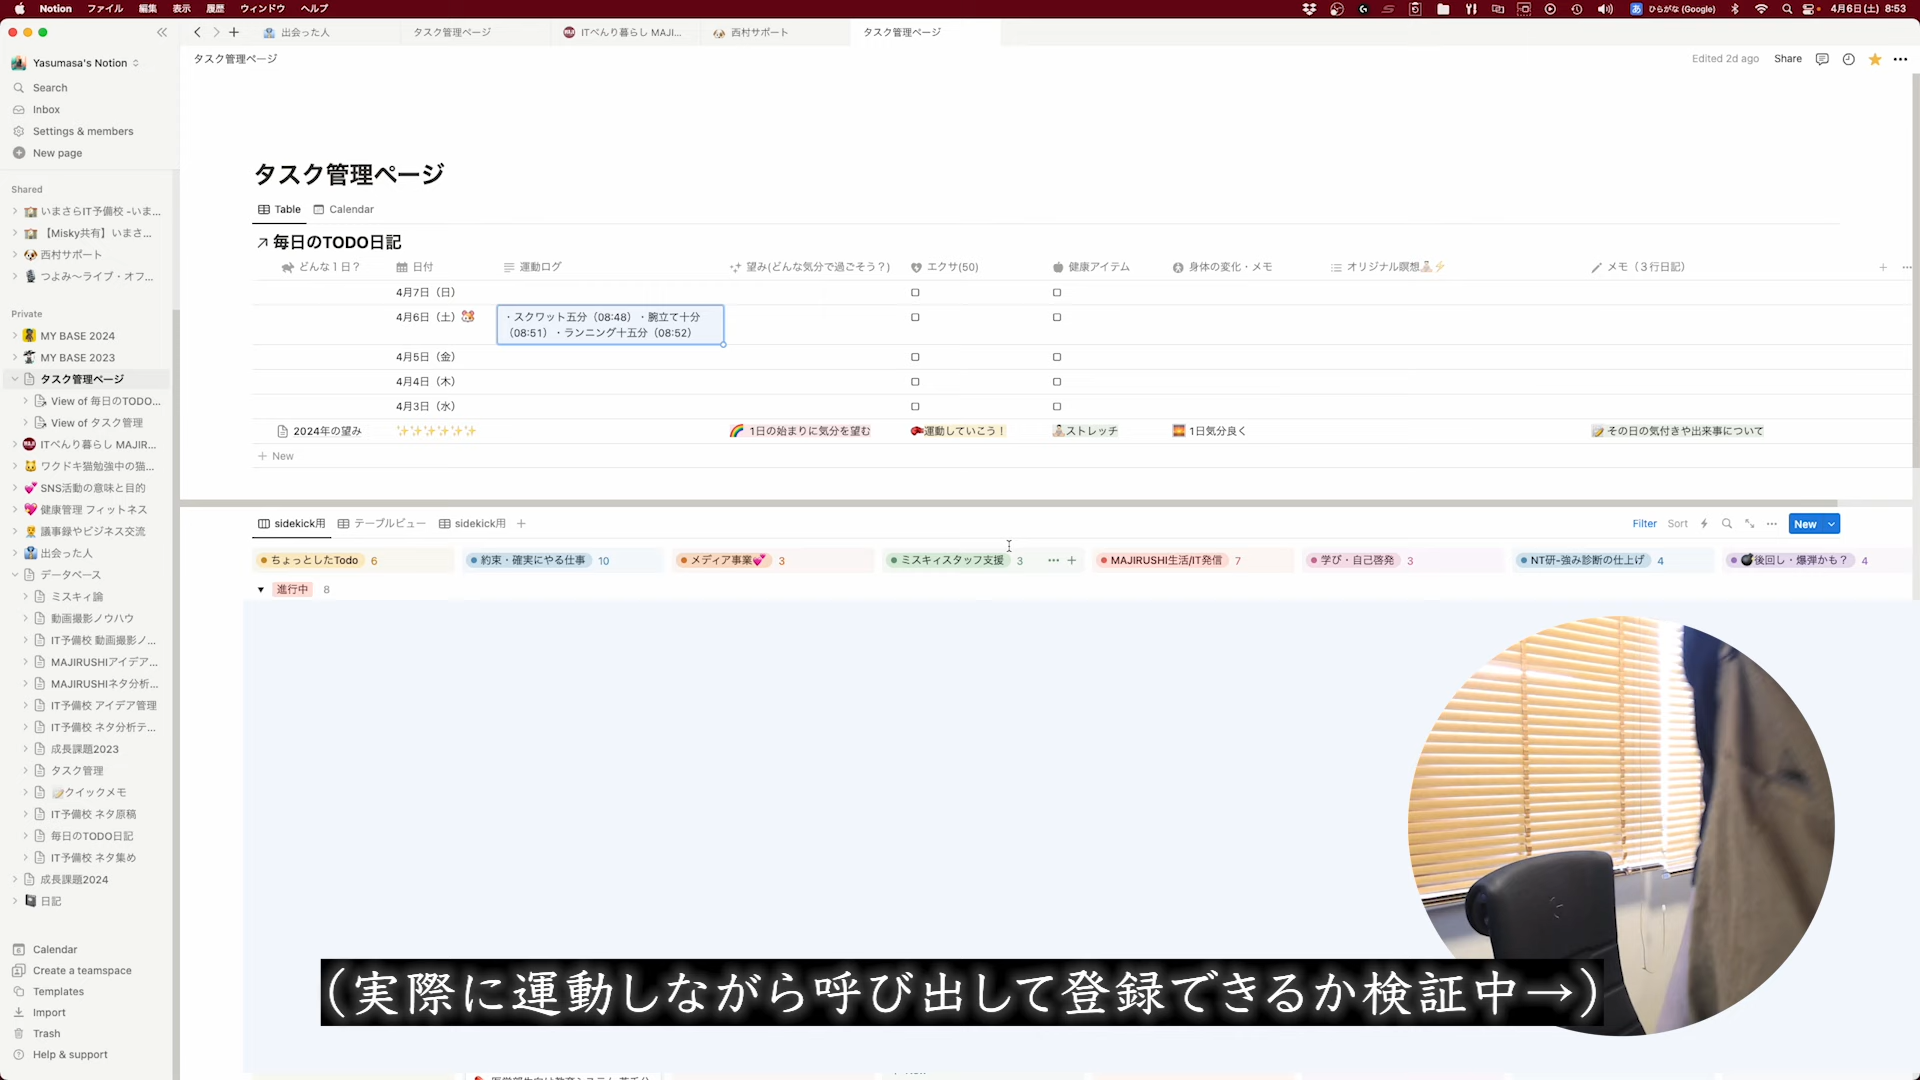 Notion ファイル 編集 表示 履歴 ウィンドウ ヘルプ
あ ひらがな (Google) 4月6日(土) 8:53
出会った人 タスク管理ページ ITべんり暮らし MAJI... 西村サポート タスク管理ページ
Yasumasa's Notion
タスク管理ページ
Edited 2d ago Share
Search
Inbox
Settings & members
New page
Shared
いまさらIT予備校 -いま...
【Misky共有】いまさ...
西村サポート
つよみ〜ライブ・オフ...
Private
MY BASE 2024
MY BASE 2023
タスク管理ページ
View of 毎日のTODO...
View of タスク管理
ITべんり暮らし MAJIR...
ワクドキ猫勉強中の猫...
SNS活動の意味と目的
健康管理 フィットネス
議事録やビジネス交流
出会った人
データベース
ミスキィ論
動画撮影ノウハウ
IT予備校 動画撮影ノ...
MAJIRUSHIアイデア...
MAJIRUSHIネタ分析...
IT予備校 アイデア管理
IT予備校 ネタ分析テ...
成長課題2023
タスク管理
📝クイックメモ
IT予備校 ネタ原稿
毎日のTODO日記
IT予備校 ネタ集め
成長課題2024
日記
Calendar
Create a teamspace
Templates
Import
Trash
Help & support
タスク管理ページ
Table Calendar
↗毎日のTODO日記
どんな1日？ 日付 運動ログ 望み(どんな気分で過ごそう？) エクサ(50) 健康アイテム 身体の変化・メモ オリジナル瞑想🧘⚡ メモ（3行日記）
4月7日（日）
4月6日（土） ・スクワット五分（08:48）・腕立て十分
（08:51）・ランニング十五分（08:52）
4月5日（金）
4月4日（木）
4月3日（水）
2024年の望み ✨✨✨✨✨✨ 🌈 1日の始まりに気分を望む 運動していこう！ ストレッチ 🌅 1日気分良く 📝 その日の気付きや出来事について
+ New
sidekick用 テーブルビュー sidekick用 +
Filter Sort New
ちょっとしたTodo 6 約束・確実にやる仕事 10 メディア事業💕 3 ミスキィスタッフ支援 3 MAJIRUSHI生活/IT発信 7 学び・自己啓発 3 NT研-強み診断の仕上げ 4 💣後回し・爆弾かも？ 4
▼ 進行中 8
（実際に運動しながら呼び出して登録できるか検証中→）